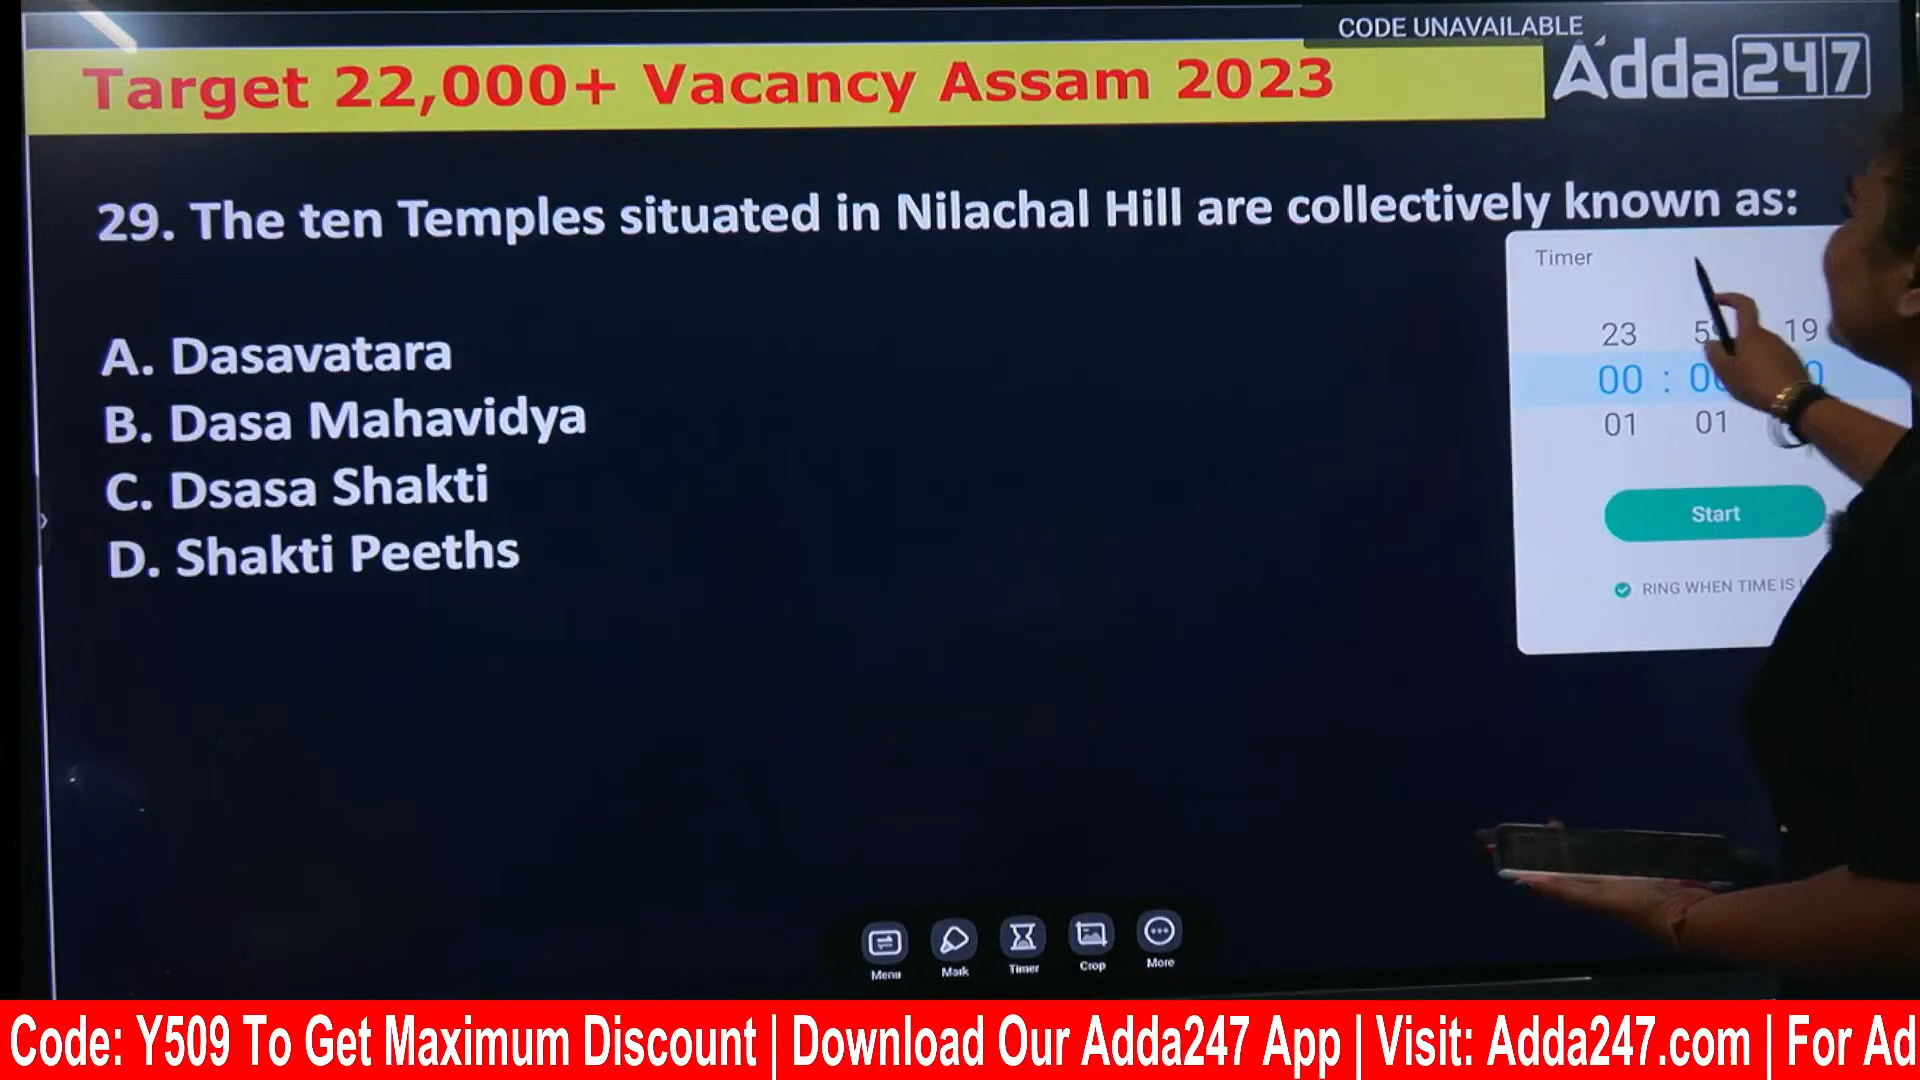 CODE UNAVAILABLE
Target 22,000+ Vacancy Assam 2023
Adda247
29. The ten Temples situated in Nilachal Hill are collectively known as:
A. Dasavatara
B. Dasa Mahavidya
C. Dsasa Shakti
D. Shakti Peeths
Timer
23 19
00 :
01 01
Start
RING WHEN TIME IS
Menu Mark Timer Crop More
Code: Y509 To Get Maximum Discount | Download Our Adda247 App | Visit: Adda247.com | For Ad